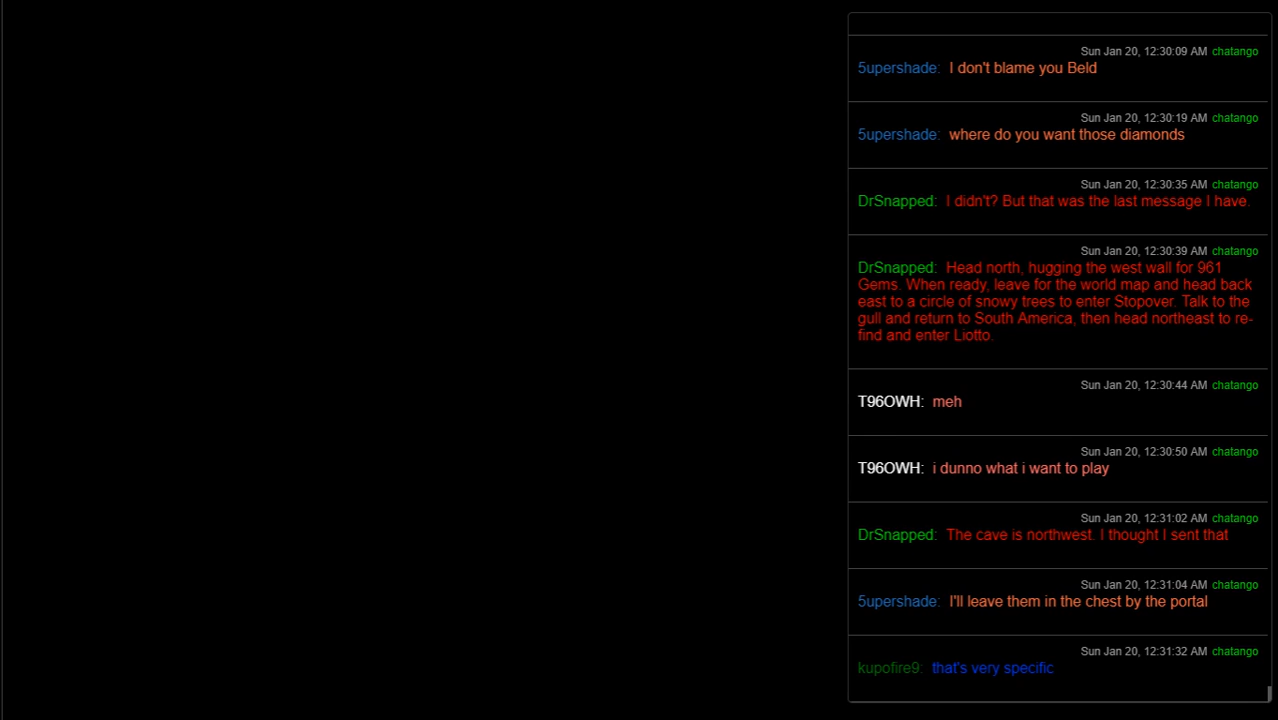 Sun Jan 20, 12:30:09 AM chatango
5upershade: I don't blame you Beld
Sun Jan 20, 12:30:19 AM chatango
5upershade: where do you want those diamonds
Sun Jan 20, 12:30:35 AM chatango
DrSnapped: I didn't? But that was the last message I have.
Sun Jan 20, 12:30:39 AM chatango
DrSnapped: Head north, hugging the west wall for 961
Gems. When ready, leave for the world map and head back
east to a circle of snowy trees to enter Stopover. Talk to the
gull and return to South America, then head northeast to re-
find and enter Liotto.
Sun Jan 20, 12:30:44 AM chatango
T96OWH: meh
Sun Jan 20, 12:30:50 AM chatango
T96OWH: i dunno what i want to play
Sun Jan 20, 12:31:02 AM chatango
DrSnapped: The cave is northwest. I thought I sent that
Sun Jan 20, 12:31:04 AM chatango
5upershade: I'll leave them in the chest by the portal
Sun Jan 20, 12:31:32 AM chatango
kupofire9: that's very specific